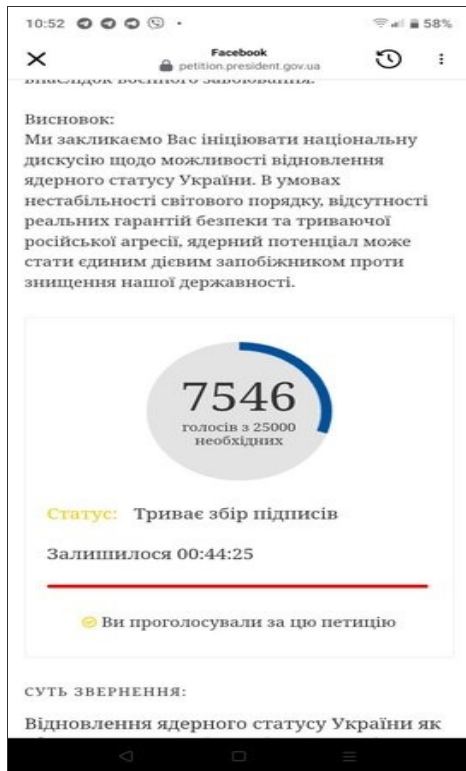 10:52
58%
Facebook
petition.president.gov.ua
внаслідок воєнного завоювання.
Висновок:
Ми закликаємо Вас ініціювати національну
дискусію щодо можливості відновлення
ядерного статусу України. В умовах
нестабільності світового порядку, відсутності
реальних гарантій безпеки та триваючої
російської агресії, ядерний потенціал може
стати єдиним дієвим запобіжником проти
знищення нашої державності.
7546
голосів з 25000
необхідних
Статус: Триває збір підписів
Залишилося 00:44:25
Ви проголосували за цю петицію
СУТЬ ЗВЕРНЕННЯ:
Відновлення ядерного статусу України як